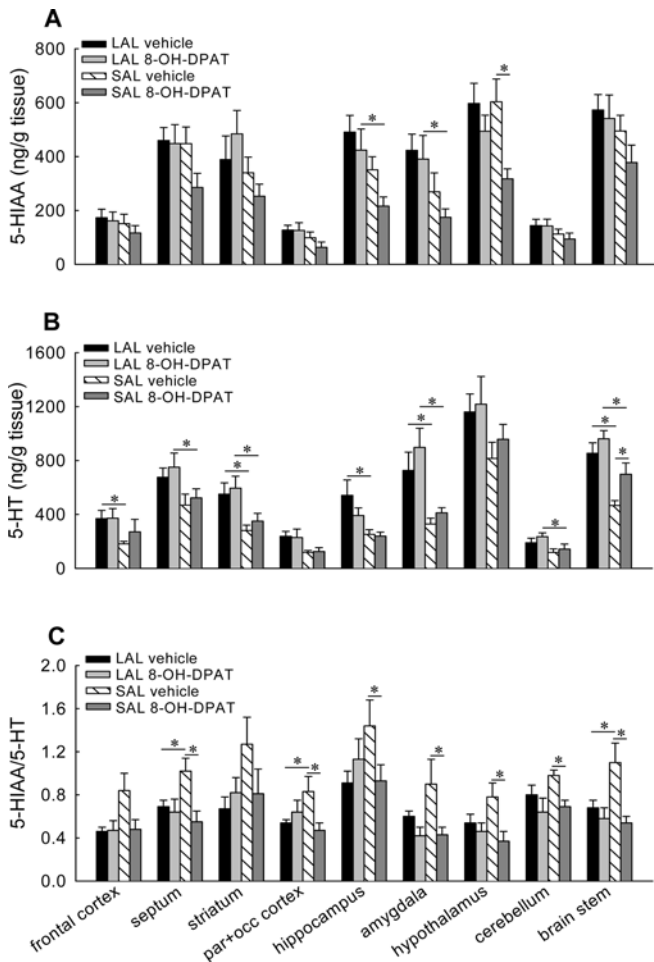 A
LAL vehicle
LAL 8-OH-DPAT
SAL vehicle
SAL 8-OH-DPAT
5-HIAA (ng/g tissue)
800
600
400
200
0
* * *
B
LAL vehicle
LAL 8-OH-DPAT
SAL vehicle
SAL 8-OH-DPAT
5-HT (ng/g tissue)
1600
1200
800
400
0
* * * * * * * * * * *
C
LAL vehicle
LAL 8-OH-DPAT
SAL vehicle
SAL 8-OH-DPAT
5-HIAA/5-HT
2.0
1.6
1.2
0.8
0.4
0.0
* * * * * * * * * *
frontal cortex
septum
striatum
par+occ cortex
hippocampus
amygdala
hypothalamus
cerebellum
brain stem